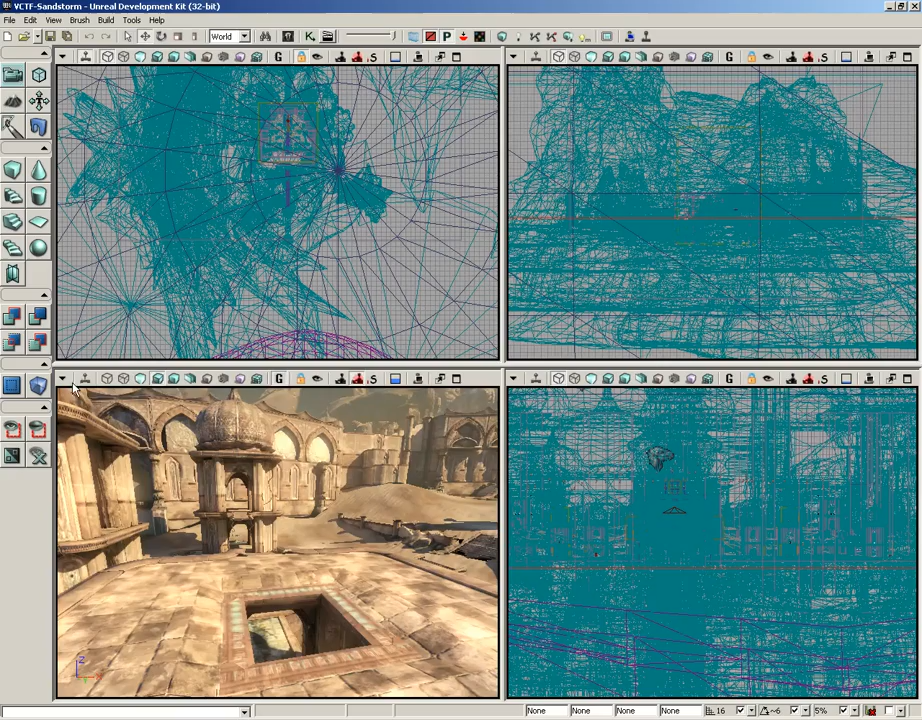 VCTF-Sandstorm - Unreal Development Kit (32-bit)
File Edit View Brush Build Tools Help
World
G
G
G
G
Z
None None None None 16 ~6 5%